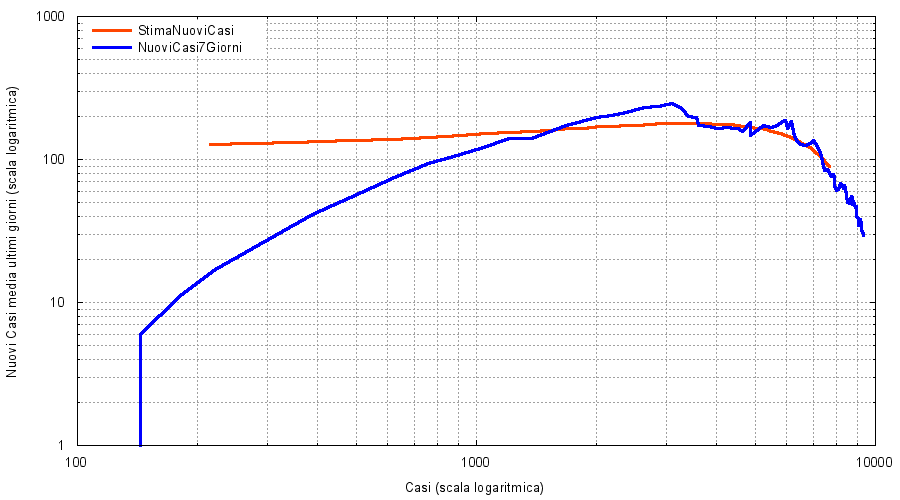 1000
StimaNuoviCasi
NuoviCasi7Giorni
100
10
1
100
1000
10000
Nuovi Casi media ultimi giorni (scala logaritmica)
Casi (scala logaritmica)